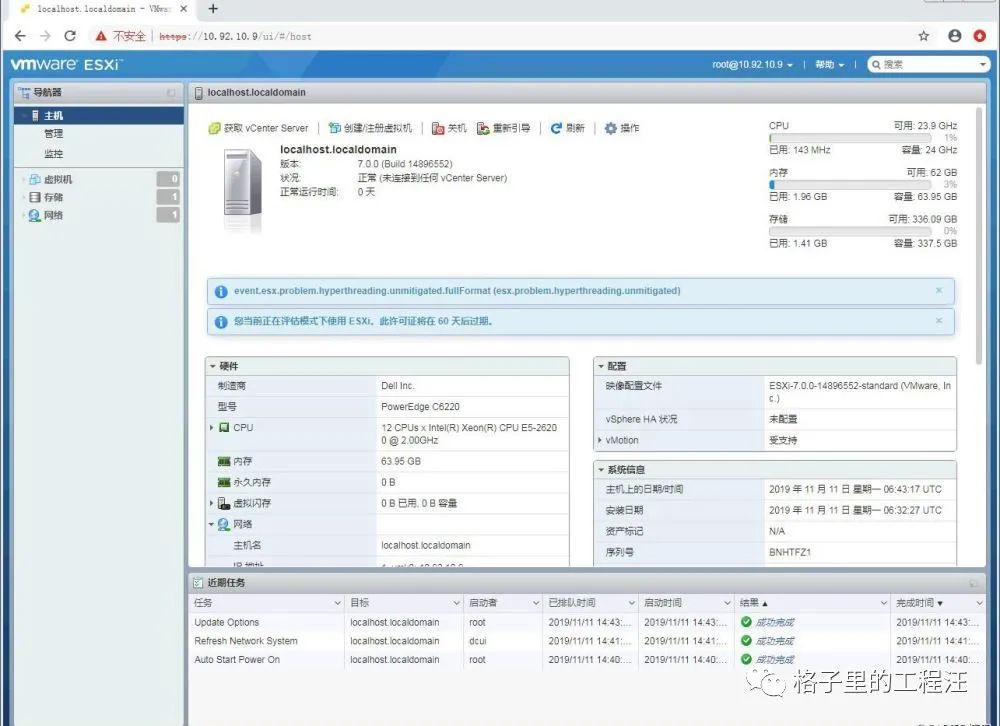 localhost.localdomain - VMwa
不安全 https://10.92.10.9/ui/#/host
vmware ESXi™
root@10.92.10.9 帮助 搜索
导航器
主机
管理
监控
虚拟机 0
存储 1
网络 1
localhost.localdomain
获取 vCenter Server 创建/注册虚拟机 关机 重新引导 刷新 操作
localhost.localdomain
版本: 7.0.0 (Build 14896552)
状况: 正常 (未连接到任何 vCenter Server)
正常运行时间: 0 天
CPU 可用: 23.9 GHz
1%
已用: 143 MHz 容量: 24 GHz
内存 可用: 62 GB
3%
已用: 1.96 GB 容量: 63.95 GB
存储 可用: 336.09 GB
0%
已用: 1.41 GB 容量: 337.5 GB
event.esx.problem.hyperthreading.unmitigated.fullFormat (esx.problem.hyperthreading.unmitigated)
您当前正在评估模式下使用 ESXi。此许可证将在 60 天后过期。
硬件
制造商 Dell Inc.
型号 PowerEdge C6220
CPU 12 CPUs x Intel(R) Xeon(R) CPU E5-2620
0 @ 2.00GHz
内存 63.95 GB
永久内存 0 B
虚拟闪存 0 B 已用, 0 B 容量
网络
主机名 localhost.localdomain
配置
映像配置文件 ESXi-7.0.0-14896552-standard (VMware, In
c.)
vSphere HA 状况 未配置
vMotion 受支持
系统信息
主机上的日期/时间 2019 年 11 月 11 日 星期一 06:43:17 UTC
安装日期 2019 年 11 月 11 日 星期一 06:32:27 UTC
资产标记 N/A
序列号 BNHTFZ1
近期任务
任务 目标 启动者 已排队时间 启动时间 结果 ▲ 完成时间 ▼
Update Options localhost.localdomain root 2019/11/11 14:43:... 2019/11/11 14:43:... 成功完成 2019/11/11 14:43:...
Refresh Network System localhost.localdomain dcui 2019/11/11 14:41:... 2019/11/11 14:41:... 成功完成 2019/11/11 14:41:...
Auto Start Power On localhost.localdomain root 2019/11/11 14:40:... 2019/11/11 14:40:... 成功完成 2019/11/11 14:40:...
格子里的工程汪